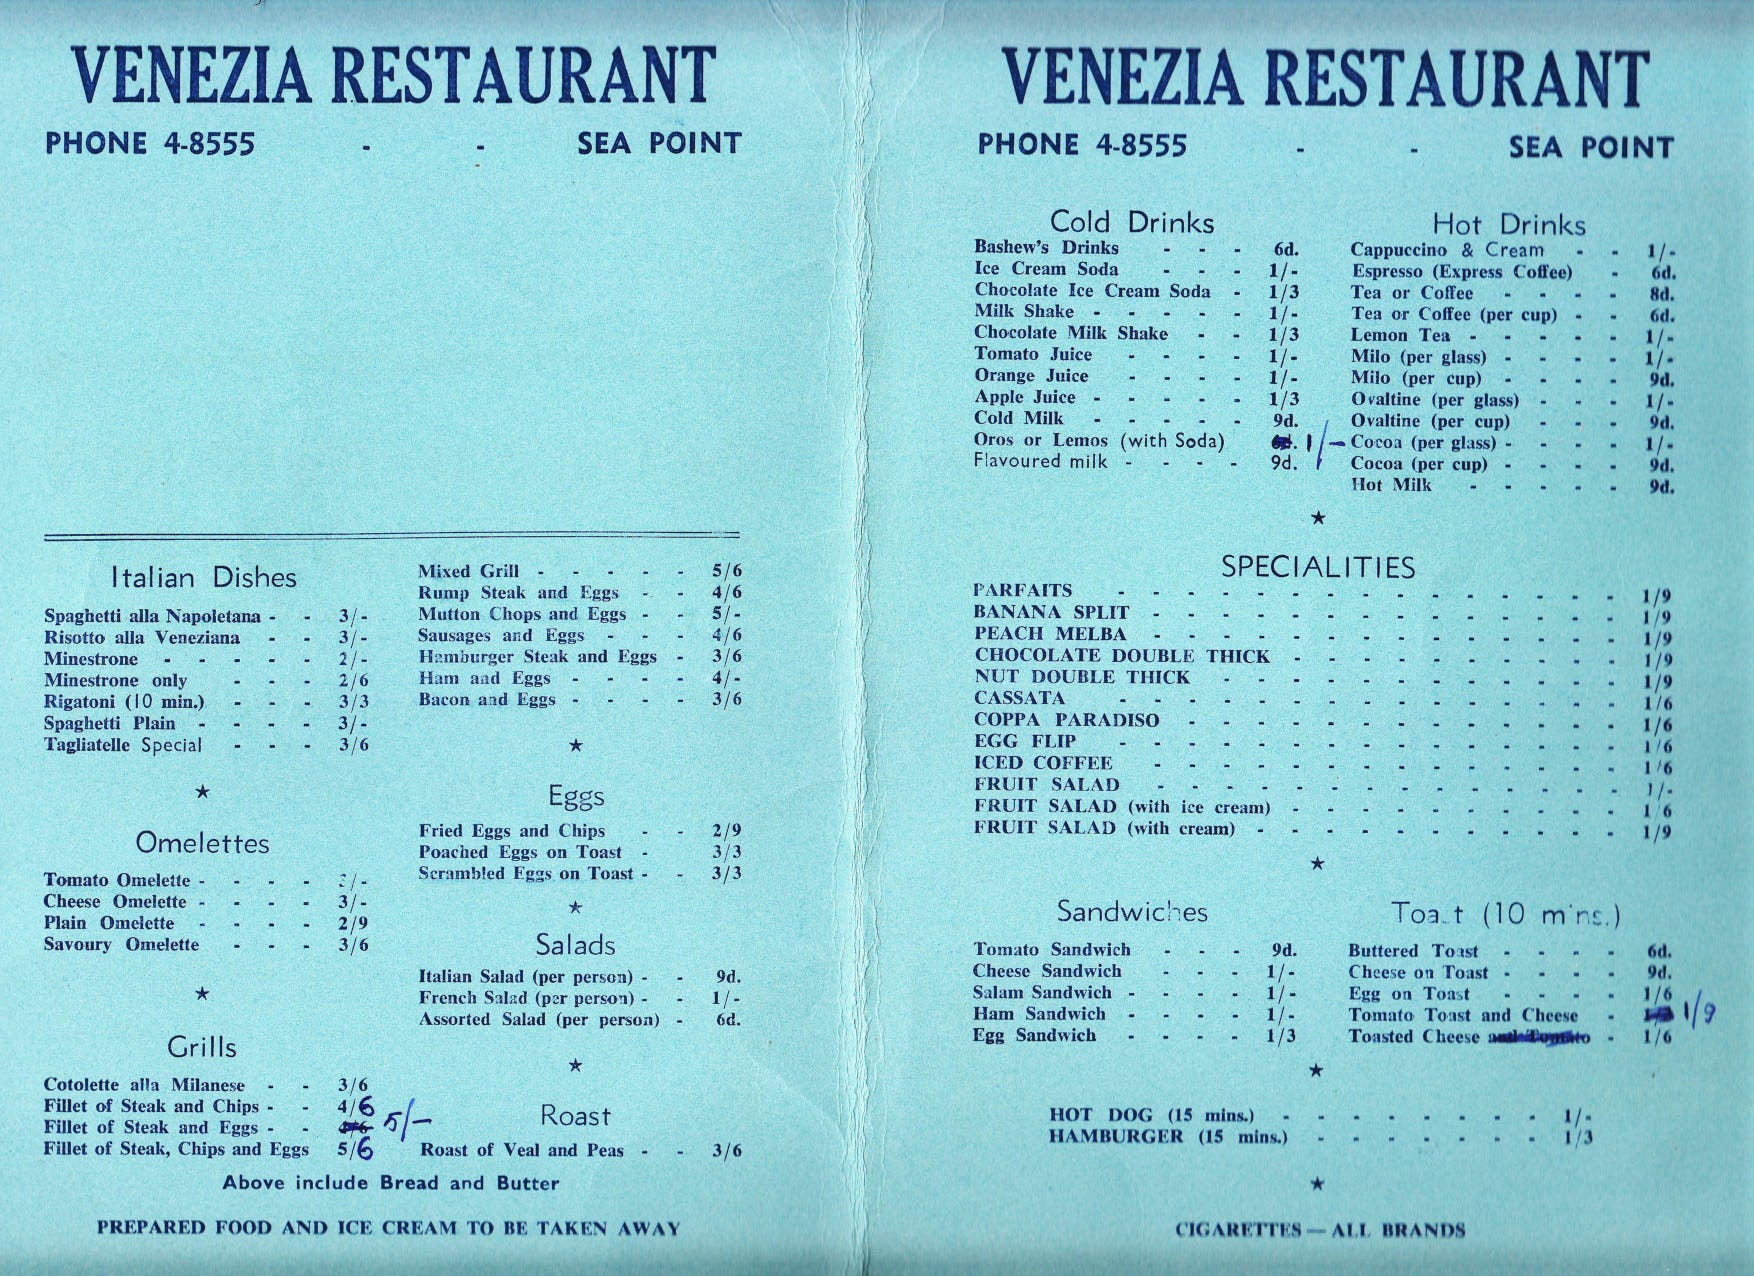 VENEZIA RESTAURANT
PHONE 4-8555 - - SEA POINT
Italian Dishes
Spaghetti alla Napoletana - - 3/-
Risotto alla Veneziana - - 3/-
Minestrone - - - - - 2/-
Minestrone only - - - 2/6
Rigatoni (10 min.) - - - 3/3
Spaghetti Plain - - - - 3/-
Tagliatelle Special - - - 3/6
★
Omelettes
Tomato Omelette - - - - /-
Cheese Omelette - - - - 3/-
Plain Omelette - - - - 2/9
Savoury Omelette - - - 3/6
★
Grills
Cotolette alla Milanese - - 3/6
Fillet of Steak and Chips - - 4/6
Fillet of Steak and Eggs - - 5/-
Fillet of Steak, Chips and Eggs 5/6
Mixed Grill - - - - - 5/6
Rump Steak and Eggs - - 4/6
Mutton Chops and Eggs - - 5/-
Sausages and Eggs - - - 4/6
Hamburger Steak and Eggs - 3/6
Ham and Eggs - - - - 4/-
Bacon and Eggs - - - - 3/6
★
Eggs
Fried Eggs and Chips - - 2/9
Poached Eggs on Toast - 3/3
Scrambled Eggs on Toast - - 3/3
★
Salads
Italian Salad (per person) - - 9d.
French Salad (per person) - - 1/-
Assorted Salad (per person) - 6d.
★
Roast
Roast of Veal and Peas - - 3/6
Above include Bread and Butter
PREPARED FOOD AND ICE CREAM TO BE TAKEN AWAY
VENEZIA RESTAURANT
PHONE 4-8555 - - SEA POINT
Cold Drinks
Bashew's Drinks - - - 6d.
Ice Cream Soda - - - 1/-
Chocolate Ice Cream Soda - 1/3
Milk Shake - - - - - 1/-
Chocolate Milk Shake - - 1/3
Tomato Juice - - - - 1/-
Orange Juice - - - - 1/-
Apple Juice - - - - - 1/3
Cold Milk - - - - - 9d.
Oros or Lemos (with Soda) 1/-
Flavoured milk - - - - 9d.
Hot Drinks
Cappuccino & Cream - - 1/-
Espresso (Express Coffee) - 6d.
Tea or Coffee - - - - 8d.
Tea or Coffee (per cup) - - 6d.
Lemon Tea - - - - - 1/-
Milo (per glass) - - - - 1/-
Milo (per cup) - - - - 9d.
Ovaltine (per glass) - - - 1/-
Ovaltine (per cup) - - - 9d.
Cocoa (per glass) - - - - 1/-
Cocoa (per cup) - - - - 9d.
Hot Milk - - - - - 9d.
★
SPECIALITIES
PARFAITS - - - - - - - - - - - - - - - 1/9
BANANA SPLIT - - - - - - - - - - - - - - 1/9
PEACH MELBA - - - - - - - - - - - - - - 1/9
CHOCOLATE DOUBLE THICK - - - - - - - - - - 1/9
NUT DOUBLE THICK - - - - - - - - - - - - 1/9
CASSATA - - - - - - - - - - - - - - - 1/6
COPPA PARADISO - - - - - - - - - - - - - 1/6
EGG FLIP - - - - - - - - - - - - - - - 1/6
ICED COFFEE - - - - - - - - - - - - - - 1/6
FRUIT SALAD - - - - - - - - - - - - - - 1/-
FRUIT SALAD (with ice cream) - - - - - - - - - - 1/6
FRUIT SALAD (with cream) - - - - - - - - - - - 1/9
★
Sandwiches
Tomato Sandwich - - - 9d.
Cheese Sandwich - - - 1/-
Salam Sandwich - - - - 1/-
Ham Sandwich - - - - 1/-
Egg Sandwich - - - - 1/3
Toast (10 mins.)
Buttered Toast - - - - 6d.
Cheese on Toast - - - - 9d.
Egg on Toast - - - - 1/6
Tomato Toast and Cheese - 1/9
Toasted Cheese and Tomato - 1/6
★
HOT DOG (15 mins.) - - - - - - - - 1/-
HAMBURGER (15 mins.) - - - - - - - 1/3
★
CIGARETTES — ALL BRANDS